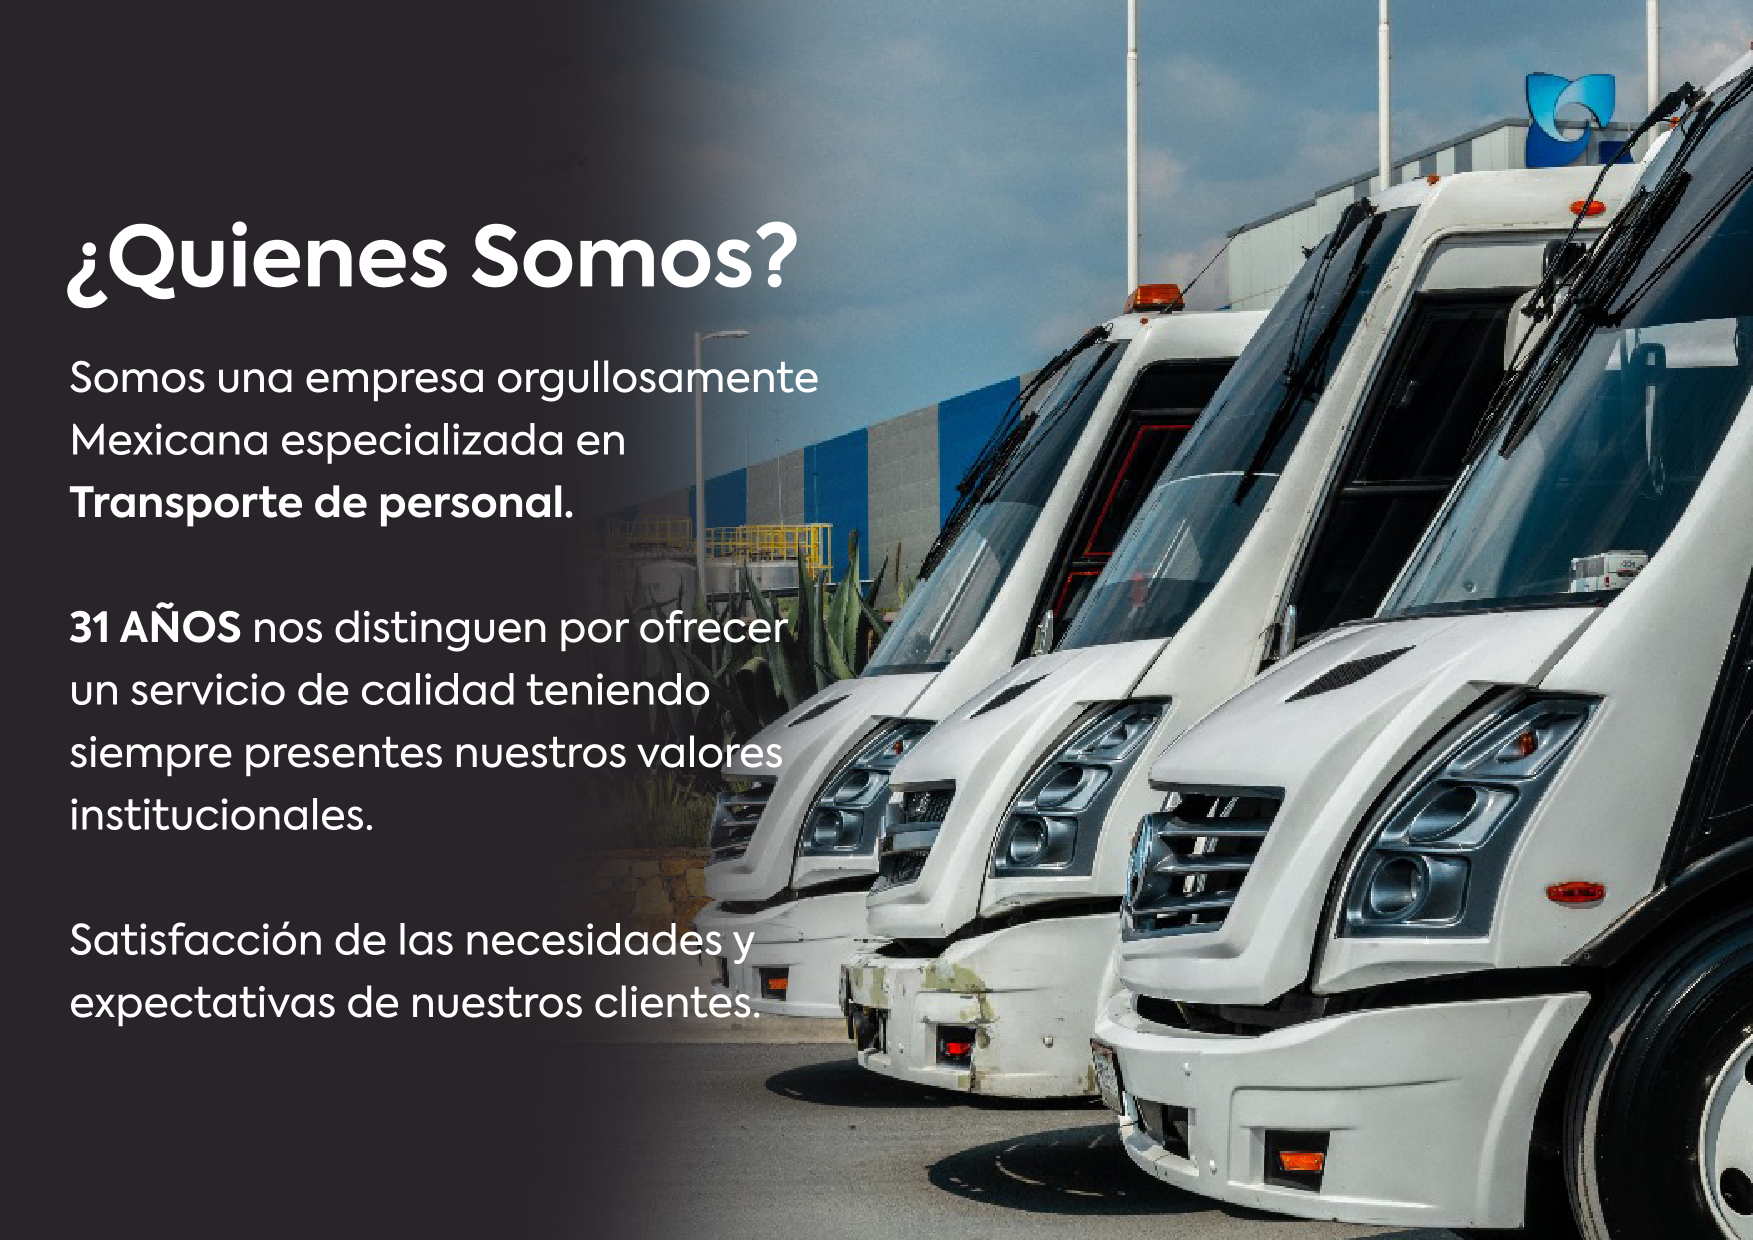 ¿Quienes Somos?
Somos una empresa orgullosamente
Mexicana especializada en
Transporte de personal.
31 AÑOS nos distinguen por ofrecer
un servicio de calidad teniendo
siempre presentes nuestros valores
institucionales.
Satisfacción de las necesidades y
expectativas de nuestros clientes.